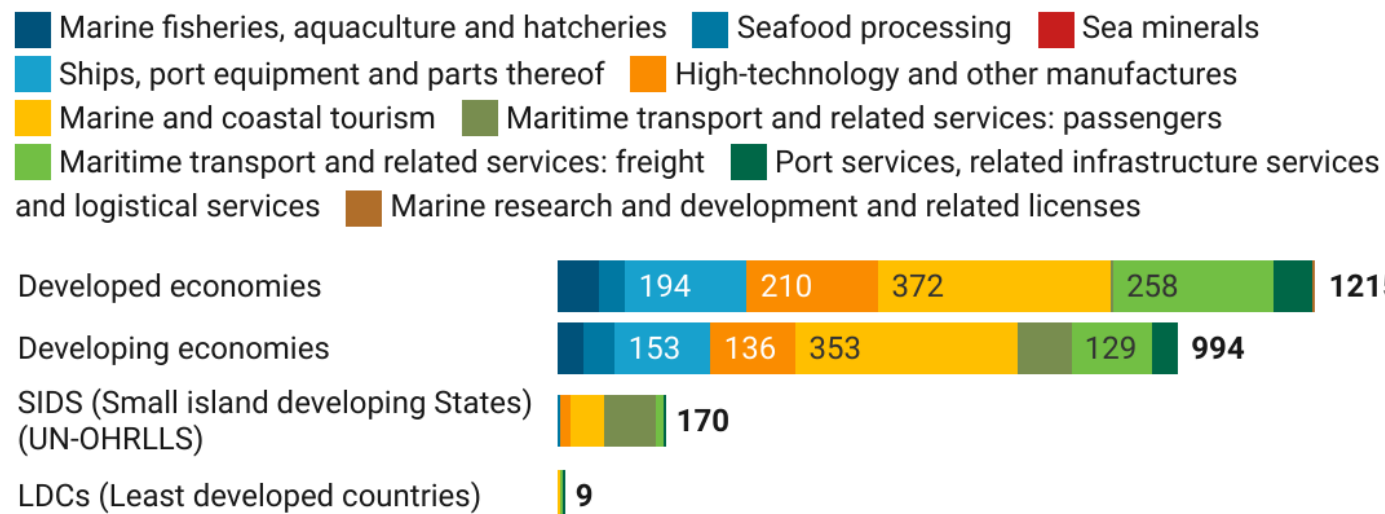 Marine fisheries, aquaculture and hatcheries Seafood processing Sea minerals
Ships, port equipment and parts thereof High-technology and other manufactures
Marine and coastal tourism Maritime transport and related services: passengers
Maritime transport and related services: freight Port services, related infrastructure services
and logistical services Marine research and development and related licenses
Developed economies 194 210 372 258
Developing economies 153 136 353 129 994
SIDS (Small island developing States)
(UN-OHRLLS) 170
LDCs (Least developed countries) 9